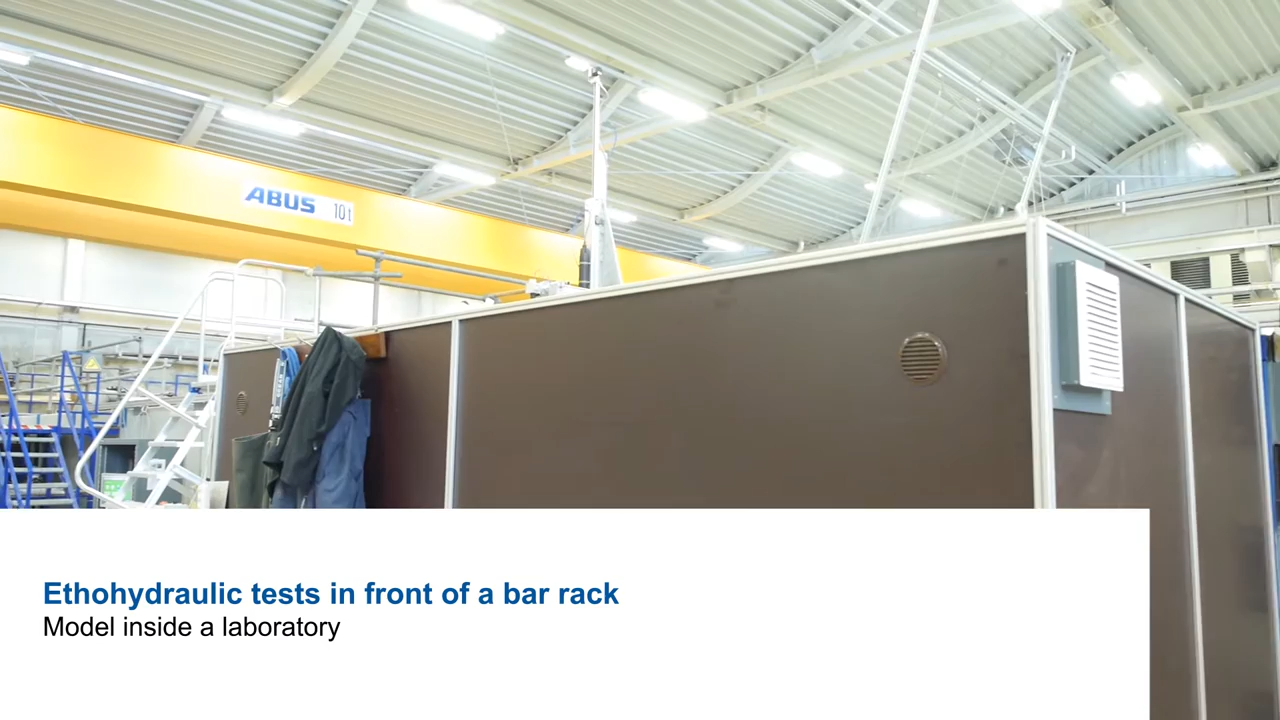 ABUS 10t
Ethohydraulic tests in front of a bar rack
Model inside a laboratory